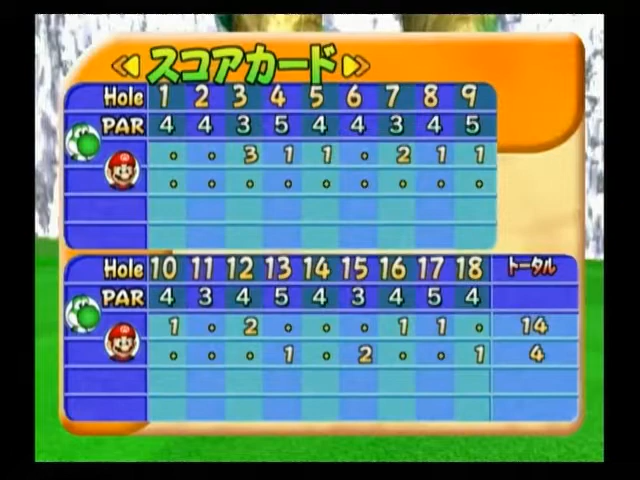 スコアカード
Hole 1 2 3 4 5 6 7 8 9
PAR 4 4 3 5 4 4 3 4 5
∘ ∘ 3 1 1 ∘ 2 1 1
∘ ∘ ∘ ∘ ∘ ∘ ∘ ∘ ∘
Hole 10 11 12 13 14 15 16 17 18 トータル
PAR 4 3 4 5 4 3 4 5 4
1 ∘ 2 ∘ ∘ ∘ 1 1 ∘ 14
∘ ∘ ∘ 1 ∘ 2 ∘ ∘ 1 4